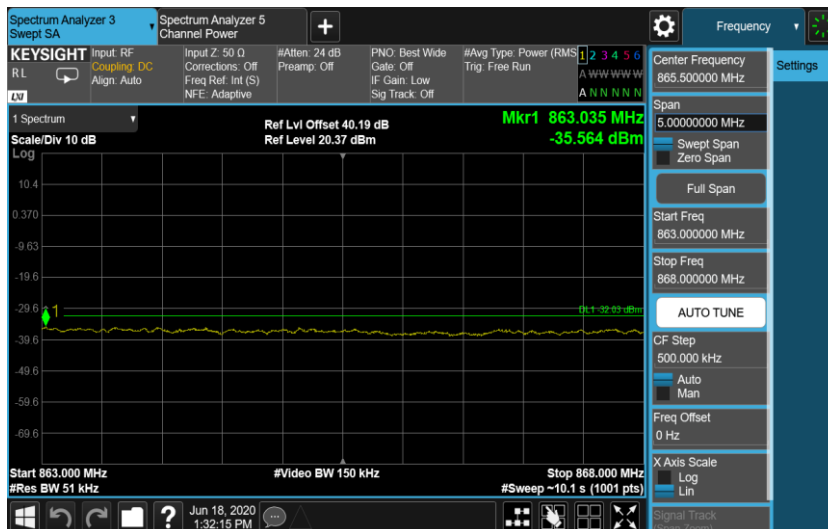 Spectrum Analyzer 3
Swept SA
Spectrum Analyzer 5
Channel Power
Frequency
KEYSIGHT
RL
LXI
Input: RF
Coupling: DC
Align: Auto
Input Z: 50 Ω
Corrections: Off
Freq Ref: Int (S)
NFE: Adaptive
#Atten: 24 dB
Preamp: Off
PNO: Best Wide
Gate: Off
IF Gain: Low
Sig Track: Off
#Avg Type: Power (RMS
Trig: Free Run
1 2 3 4 5 6
A W W W W W
A N N N N N
1 Spectrum
Scale/Div 10 dB
Log
Ref Lvl Offset 40.19 dB
Ref Level 20.37 dBm
Mkr1 863.035 MHz
-35.564 dBm
10.4
0.370
-9.63
-19.6
-29.6
-39.6
-49.6
-59.6
-69.6
1
DL1 -32.03 dBm
Start 863.000 MHz
#Res BW 51 kHz
#Video BW 150 kHz
Stop 868.000 MHz
#Sweep ~10.1 s (1001 pts)
Center Frequency
865.500000 MHz
Span
5.00000000 MHz
Swept Span
Zero Span
Full Span
Start Freq
863.000000 MHz
Stop Freq
868.000000 MHz
AUTO TUNE
CF Step
500.000 kHz
Auto
Man
Freq Offset
0 Hz
X Axis Scale
Log
Lin
Signal Track
Settings
?
Jun 18, 2020
1:32:15 PM